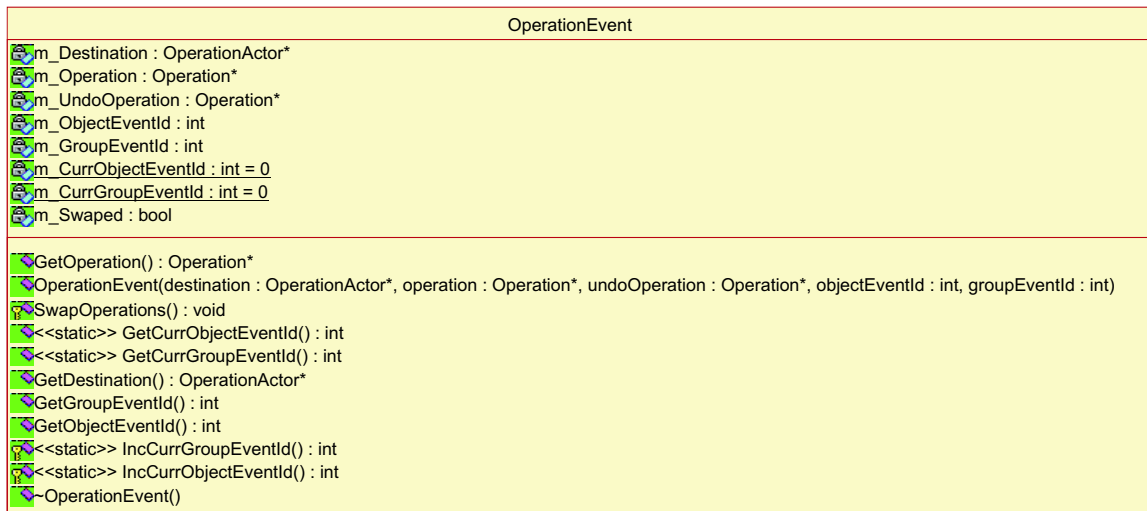 OperationEvent
m_Destination : OperationActor*
m_Operation : Operation*
m_UndoOperation : Operation*
m_ObjectEventId : int
m_GroupEventId : int
m_CurrObjectEventId : int = 0
m_CurrGroupEventId : int = 0
m_Swaped : bool
GetOperation() : Operation*
OperationEvent(destination : OperationActor*, operation : Operation*, undoOperation : Operation*, objectEventId : int, groupEventId : int)
SwapOperations() : void
<<static>> GetCurrObjectEventId() : int
<<static>> GetCurrGroupEventId() : int
GetDestination() : OperationActor*
GetGroupEventId() : int
GetObjectEventId() : int
<<static>> IncCurrGroupEventId() : int
<<static>> IncCurrObjectEventId() : int
~OperationEvent()